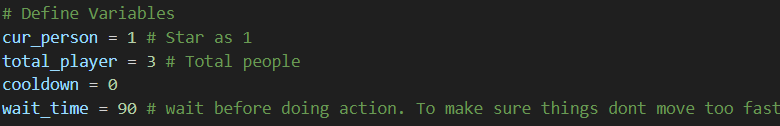 # Define Variables
cur_person = 1 # Star as 1
total_player = 3 # Total people
cooldown = 0
wait_time = 90 # wait before doing action. To make sure things dont move too fast